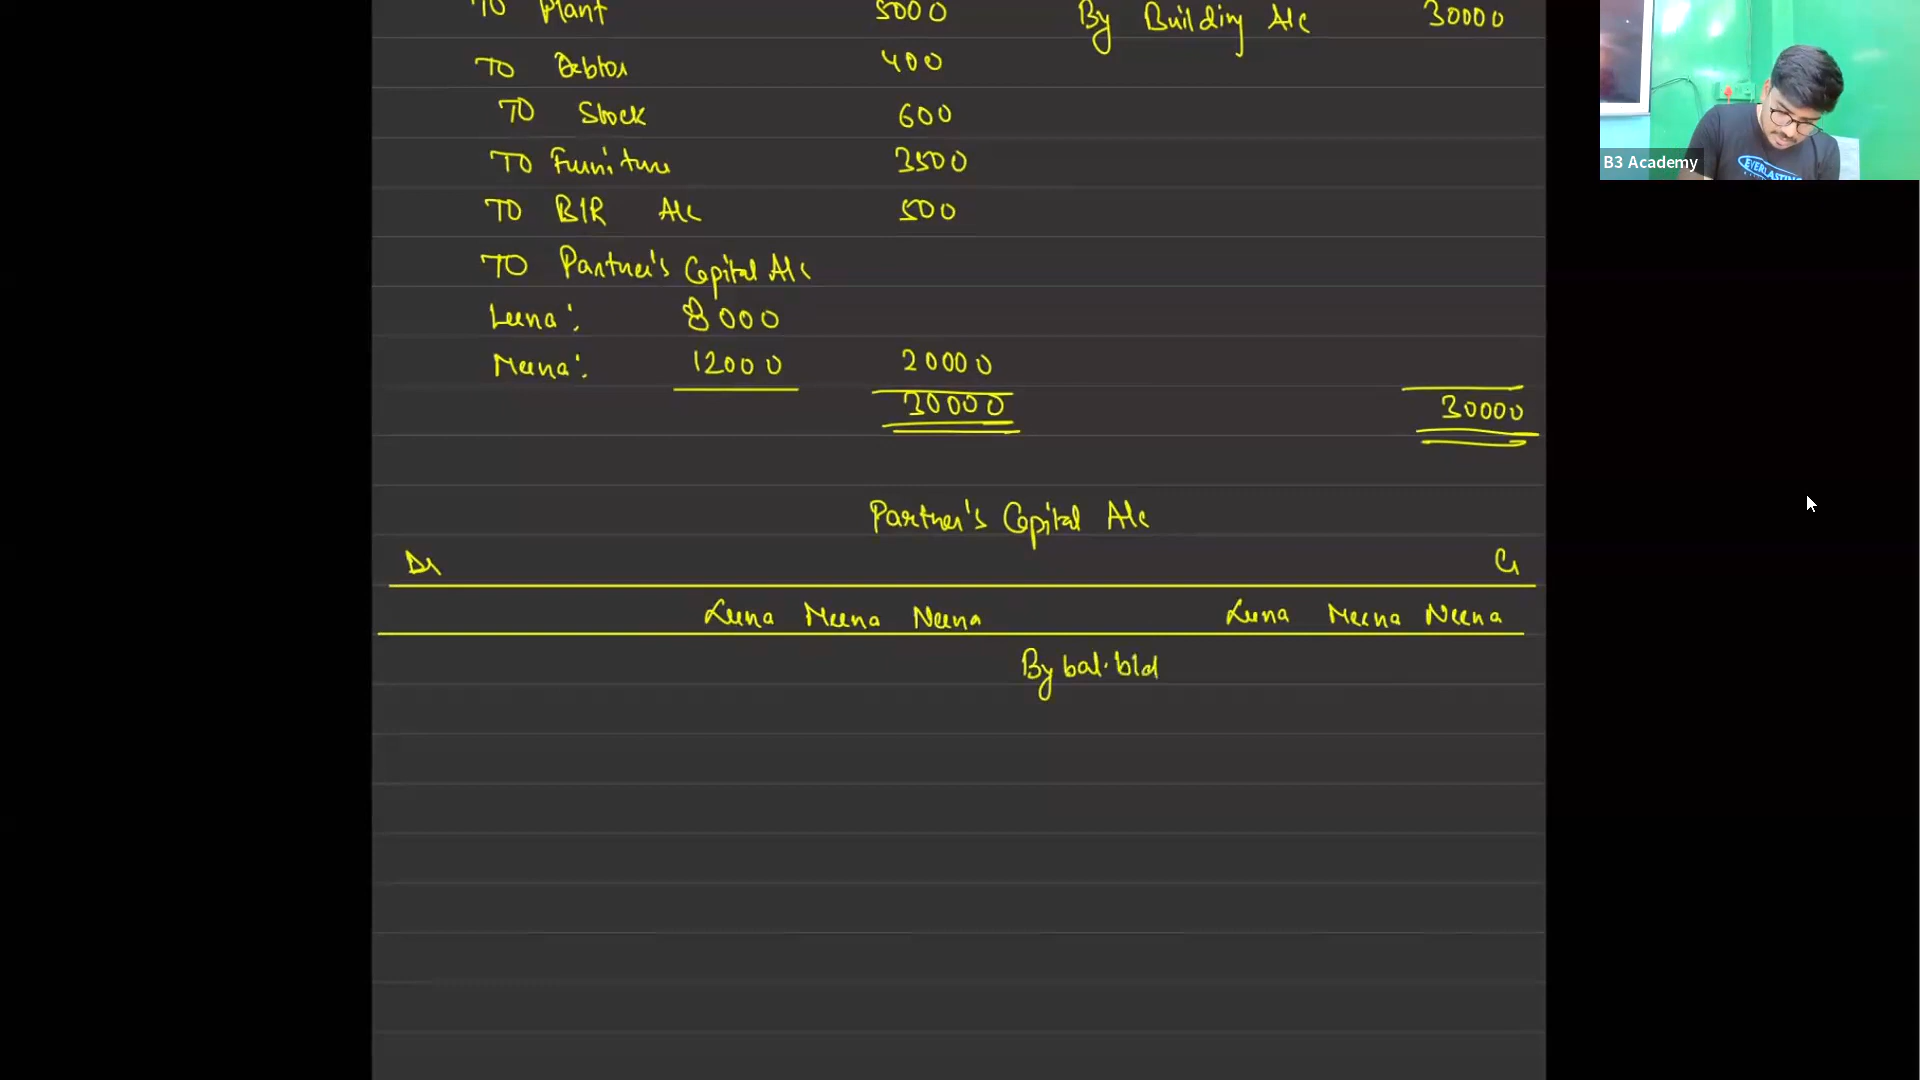 To Plant 5000 By Building A/c 30000
To Debtor 400
To Stock 600
To Furniture 3500
To B/R A/c 500
To Partner's Capital A/c
Leena: 8000
Meena: 12000 20000
30000 30000
Partner's Capital A/c
Dr Cr
Leena Meena Neena Leena Meena Neena
By bal. b/d
B3 Academy
EVERLASTING